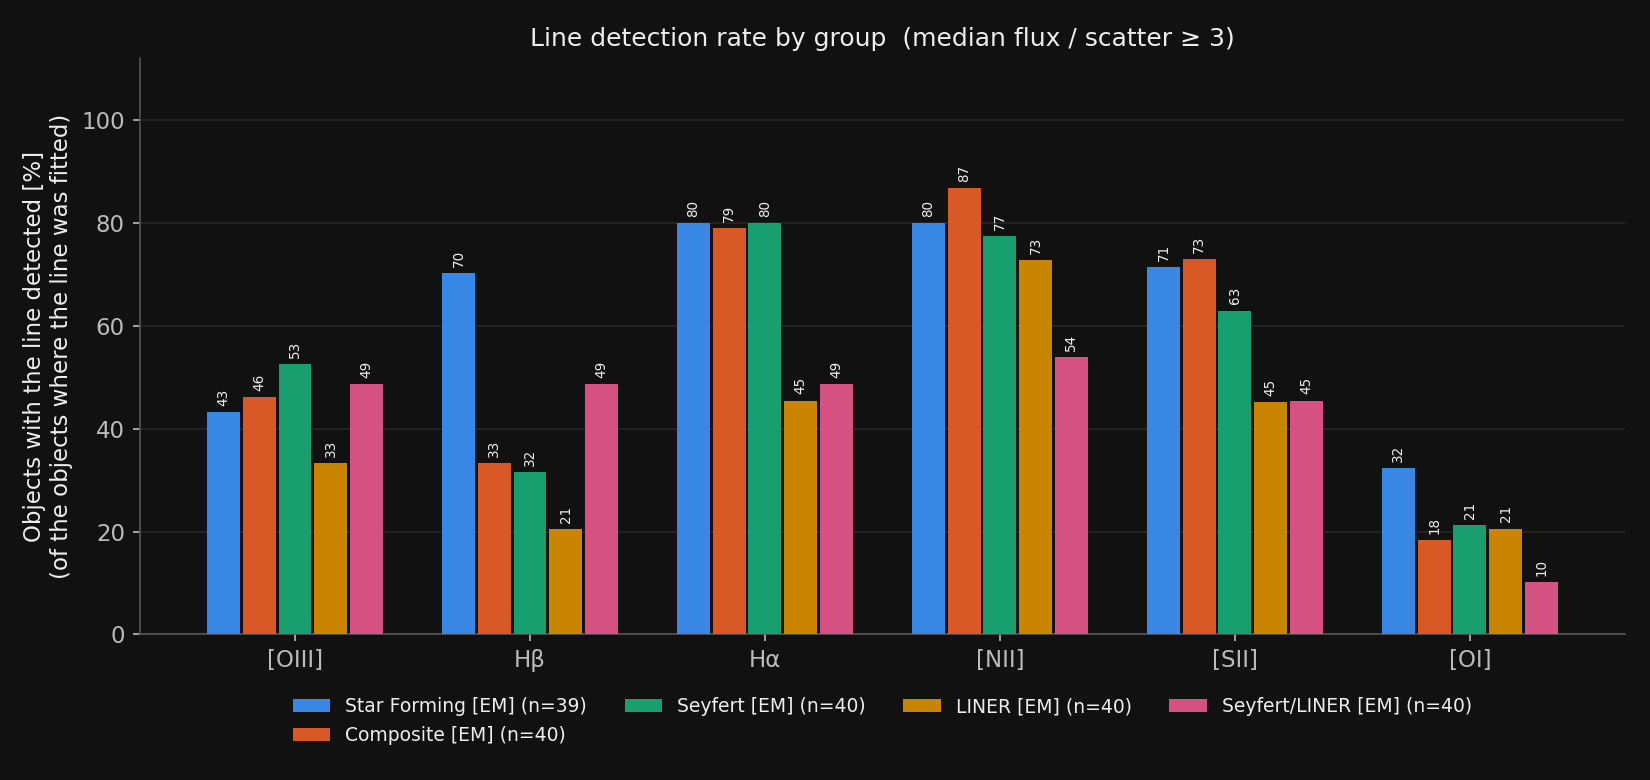 Line detection rate by group (median flux / scatter ≥ 3)
Objects with the line detected [%]
(of the objects where the line was fitted)
100
80
60
40
20
0
43
46
53
33
49
70
33
32
21
49
80
79
80
45
49
80
87
77
73
54
71
73
63
45
45
32
18
21
21
10
[OIII]
Hβ
Hα
[NII]
[SII]
[OI]
Star Forming [EM] (n=39)
Composite [EM] (n=40)
Seyfert [EM] (n=40)
LINER [EM] (n=40)
Seyfert/LINER [EM] (n=40)